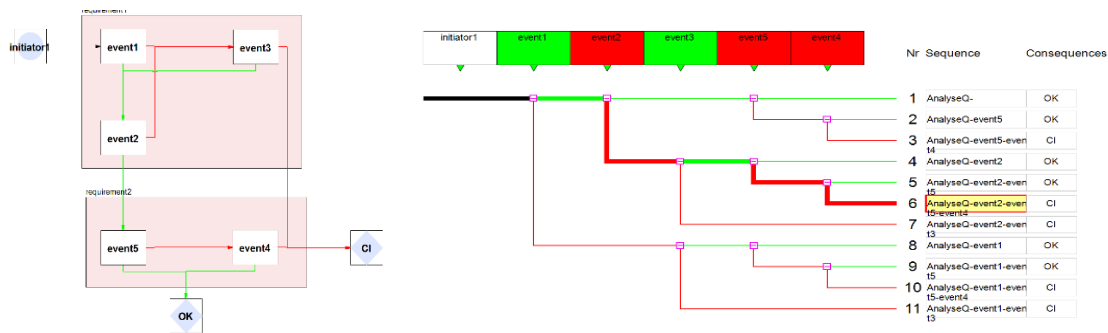 requirement1
initiator1
event1
event3
event2
requirement2
event5
event4
CI
OK
initiator1 event1 event2 event3 event5 event4
Nr Sequence Consequences
1 AnalyseQ- OK
2 AnalyseQ-event5 OK
3 AnalyseQ-event5-even CI
t4
4 AnalyseQ-event2 OK
5 AnalyseQ-event2-even OK
t5
6 AnalyseQ-event2-even CI
t5-event4
7 AnalyseQ-event2-even CI
t3
8 AnalyseQ-event1 OK
9 AnalyseQ-event1-even OK
t5
10 AnalyseQ-event1-even CI
t5-event4
11 AnalyseQ-event1-even CI
t3